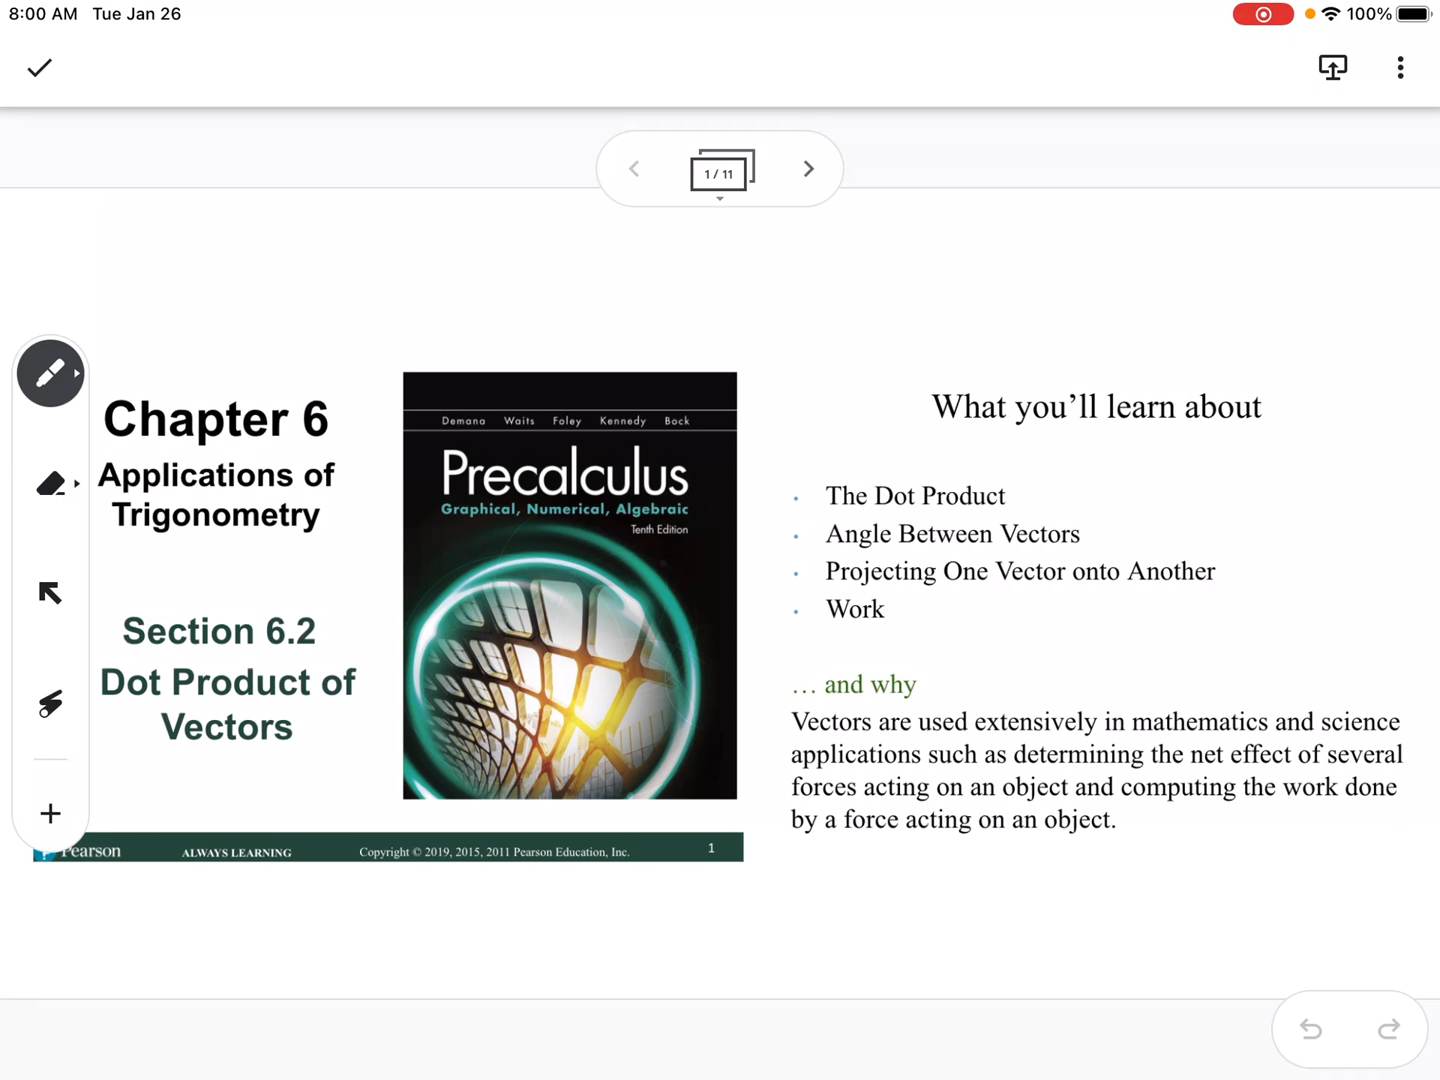 8:00 AM Tue Jan 26
100%
1 / 11
Chapter 6
Applications of
Trigonometry
Section 6.2
Dot Product of
Vectors
Demana Waits Foley Kennedy Bock
Precalculus
Graphical, Numerical, Algebraic
Tenth Edition
What you’ll learn about
· The Dot Product
· Angle Between Vectors
· Projecting One Vector onto Another
· Work
… and why
Vectors are used extensively in mathematics and science
applications such as determining the net effect of several
forces acting on an object and computing the work done
by a force acting on an object.
Pearson ALWAYS LEARNING Copyright © 2019, 2015, 2011 Pearson Education, Inc. 1